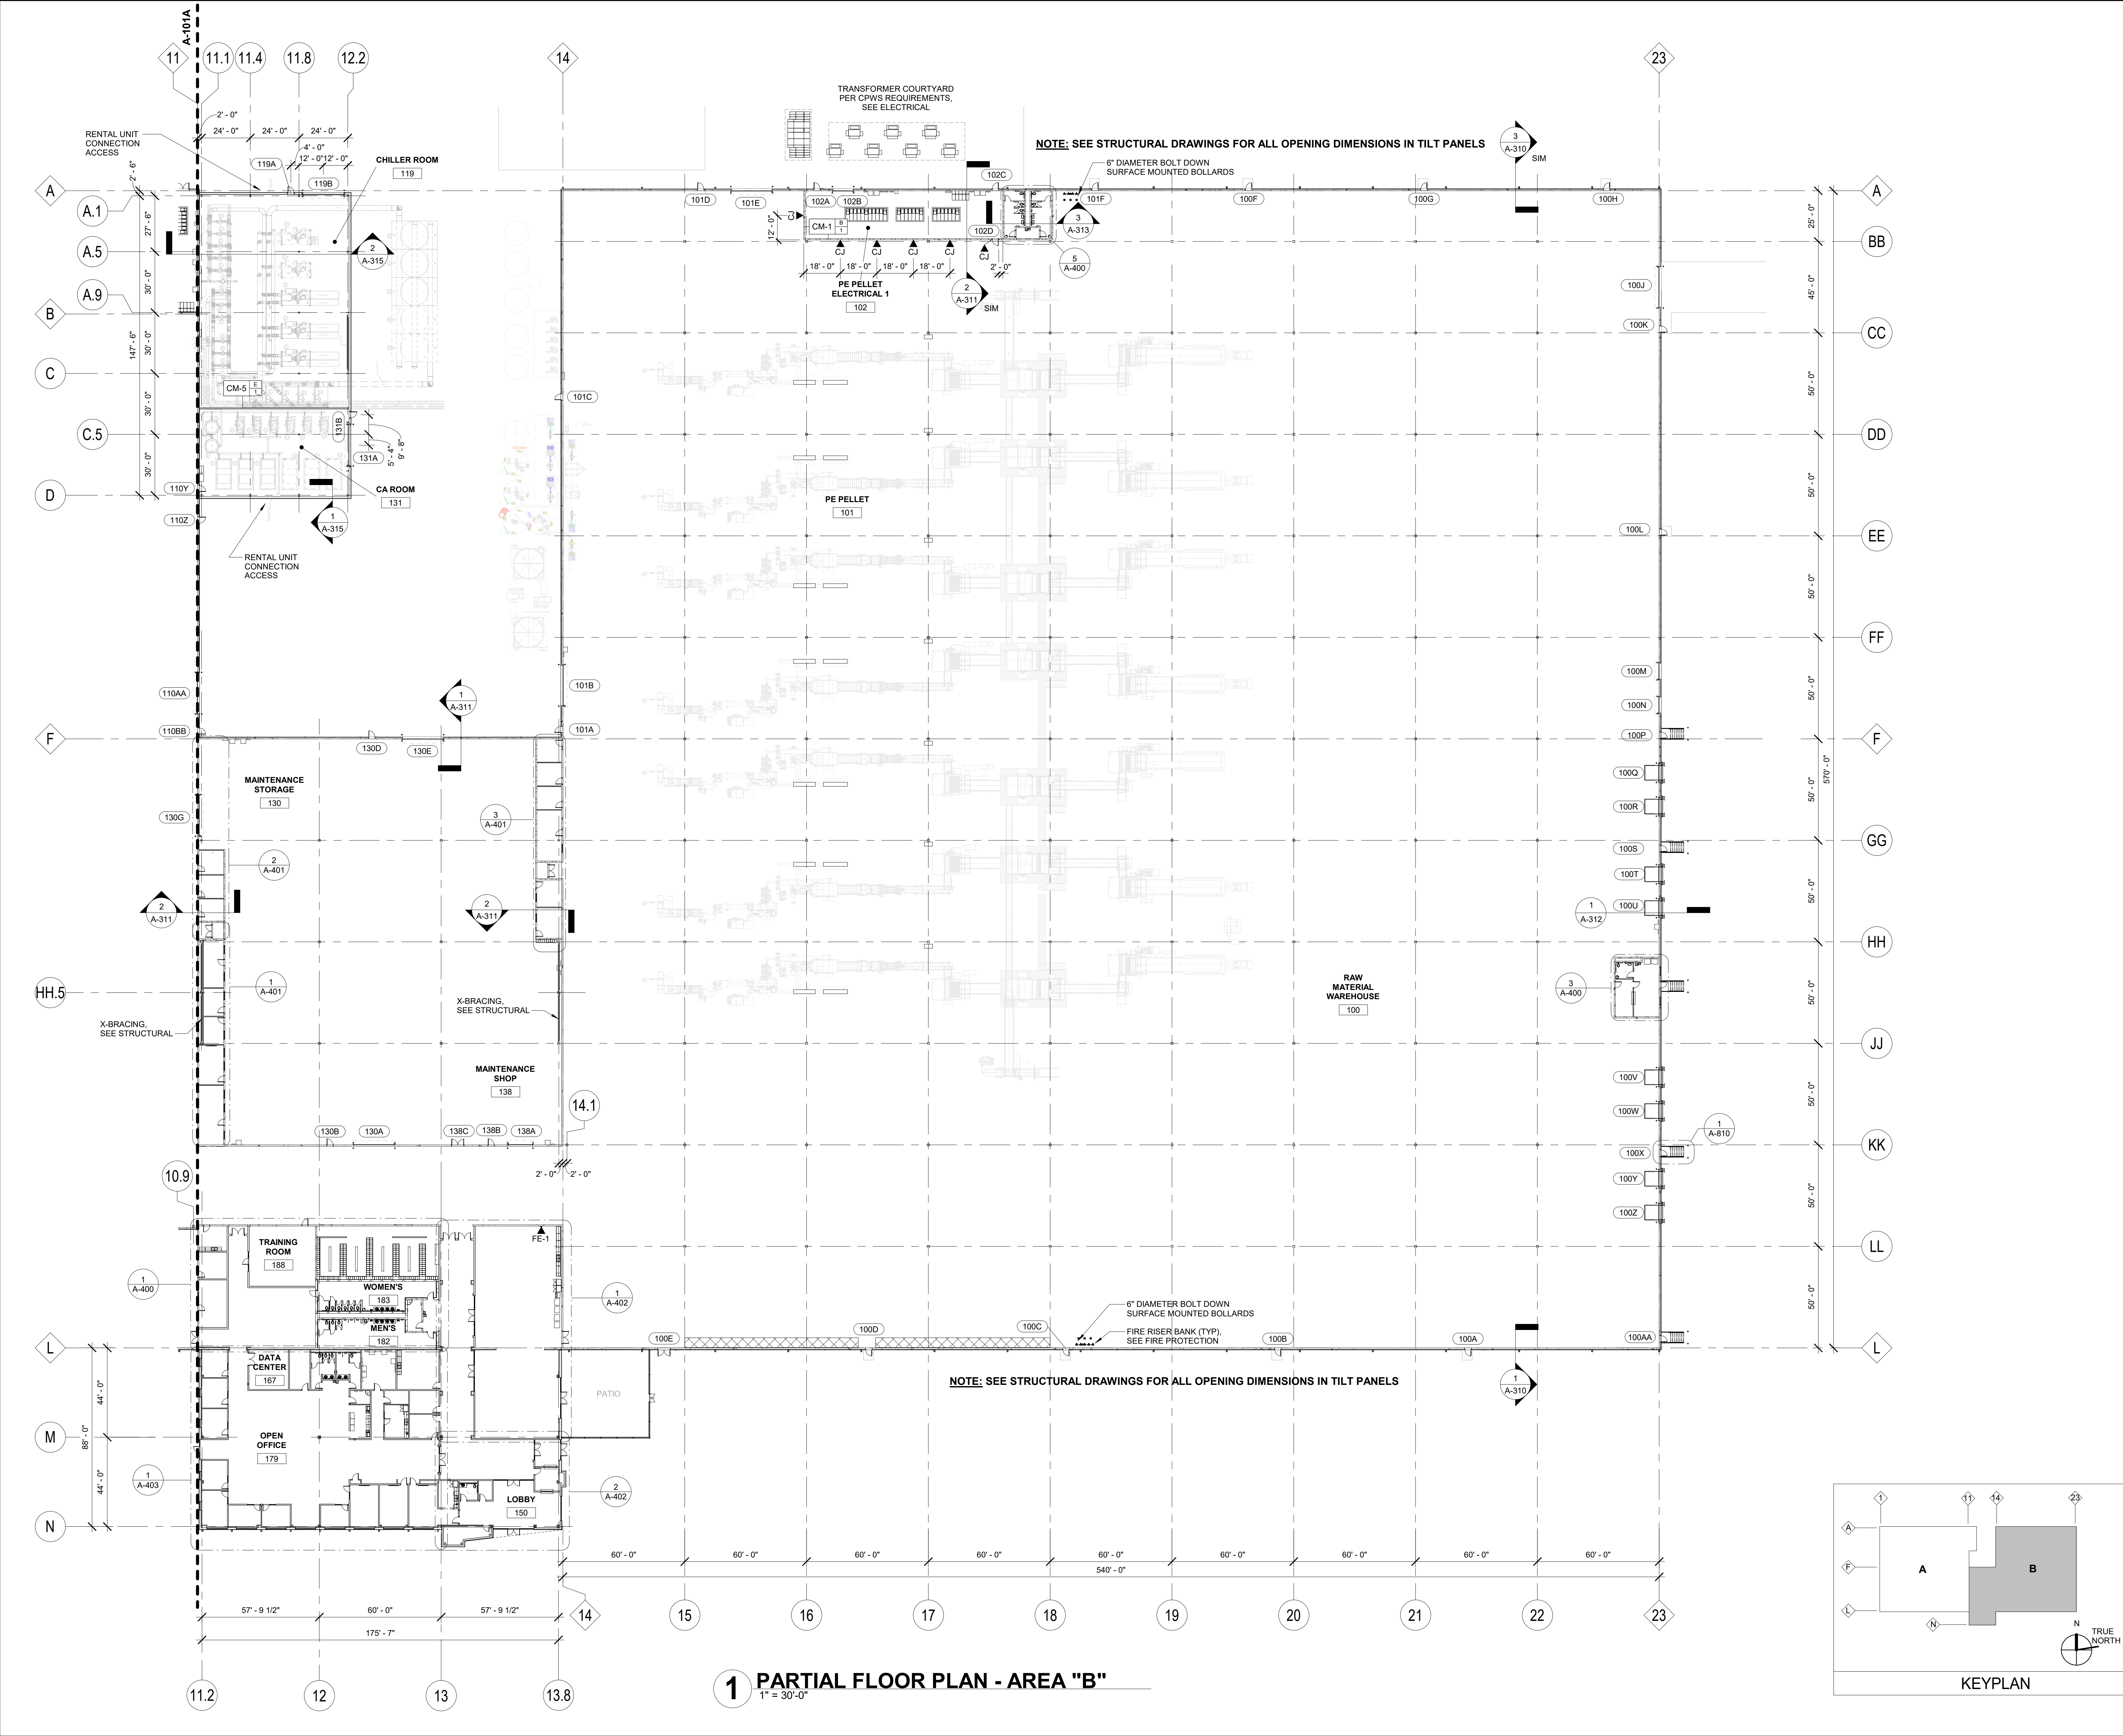 A-101A
11
11.1
11.4
11.8
12.2
14
23
2' - 0"
24' - 0"
24' - 0"
24' - 0"
RENTAL UNIT
CONNECTION
ACCESS
4' - 0"
12' - 0"
12' - 0"
119A
119B
CHILLER ROOM
119
TRANSFORMER COURTYARD
PER CPWS REQUIREMENTS,
SEE ELECTRICAL
NOTE: SEE STRUCTURAL DRAWINGS FOR ALL OPENING DIMENSIONS IN TILT PANELS
3
A-310
SIM
6" DIAMETER BOLT DOWN
SURFACE MOUNTED BOLLARDS
A
A.1
A.5
A.9
B
C
C.5
D
F
HH.5
2' - 6"
27' - 6"
30' - 0"
30' - 0"
30' - 0"
30' - 0"
147' - 6"
2
A-315
CM-5
E
1
131B
131A
5' - 4"
9' - 8"
CA ROOM
131
1
A-315
110Y
110Z
RENTAL UNIT
CONNECTION
ACCESS
101D
101E
102A
102B
102C
101F
100F
100G
100H
CJ
12' - 0"
CM-1
B
1
102D
3
A-313
CJ
CJ
CJ
CJ
CJ
18' - 0"
18' - 0"
18' - 0"
18' - 0"
2' - 0"
5
A-400
PE PELLET
ELECTRICAL 1
102
2
A-311
SIM
A
BB
CC
DD
EE
FF
F
GG
HH
JJ
KK
LL
L
25' - 0"
45' - 0"
50' - 0"
50' - 0"
50' - 0"
50' - 0"
50' - 0"
50' - 0"
50' - 0"
50' - 0"
50' - 0"
50' - 0"
570' - 0"
100J
100K
101C
PE PELLET
101
100L
110AA
110BB
1
A-311
101B
101A
100M
100N
100P
100Q
100R
100S
100T
100U
130D
130E
MAINTENANCE
STORAGE
130
130G
3
A-401
2
A-401
2
A-311
2
A-311
1
A-312
1
A-401
X-BRACING,
SEE STRUCTURAL
X-BRACING,
SEE STRUCTURAL
RAW
MATERIAL
WAREHOUSE
100
3
A-400
MAINTENANCE
SHOP
138
100V
100W
100X
100Y
100Z
1
A-810
130B
130A
138C
138B
138A
14.1
2' - 0"
2' - 0"
10.9
FE-1
TRAINING
ROOM
188
WOMEN'S
183
MEN'S
182
1
A-400
1
A-402
6" DIAMETER BOLT DOWN
SURFACE MOUNTED BOLLARDS
FIRE RISER BANK (TYP),
SEE FIRE PROTECTION
100E
100D
100C
100B
100A
100AA
L
M
N
44' - 0"
44' - 0"
88' - 0"
DATA
CENTER
167
PATIO
NOTE: SEE STRUCTURAL DRAWINGS FOR ALL OPENING DIMENSIONS IN TILT PANELS
1
A-310
OPEN
OFFICE
179
1
A-403
2
A-402
LOBBY
150
60' - 0"
60' - 0"
60' - 0"
60' - 0"
60' - 0"
60' - 0"
60' - 0"
60' - 0"
60' - 0"
540' - 0"
57' - 9 1/2"
60' - 0"
57' - 9 1/2"
175' - 7"
14
15
16
17
18
19
20
21
22
23
11.2
12
13
13.8
1
PARTIAL FLOOR PLAN - AREA "B"
1" = 30'-0"
1
11
14
23
A
F
L
N
A
B
N
TRUE
NORTH
KEYPLAN